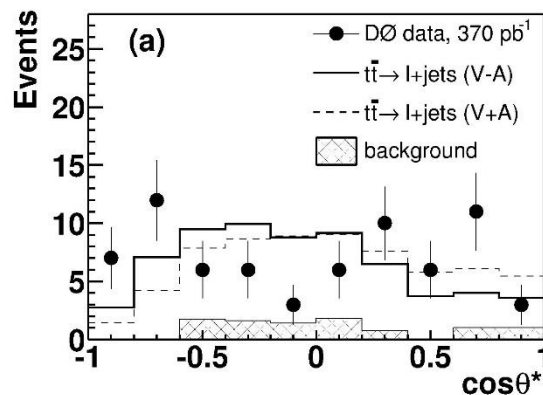 Events
25
20
15
10
5
0
(a)
DØ data, 370 pb⁻¹
tt̄→ l+jets (V-A)
tt̄→ l+jets (V+A)
background
-1 -0.5 0 0.5 1
cosθ*